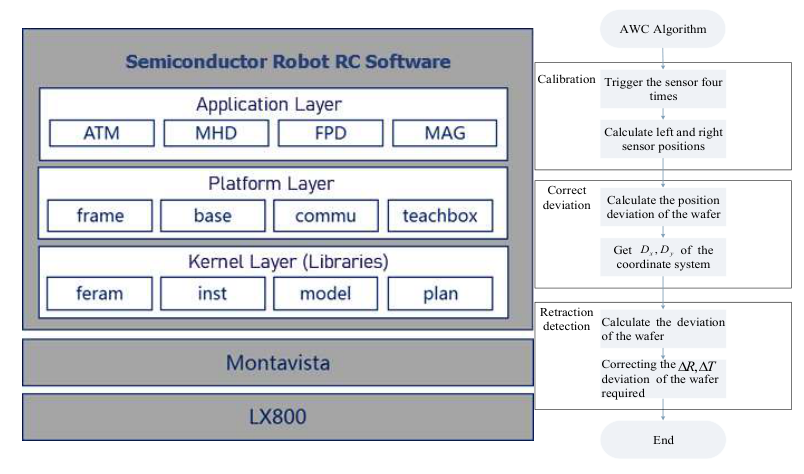 Semiconductor Robot RC Software
Application Layer
ATM
MHD
FPD
MAG
Platform Layer
frame
base
commu
teachbox
Kernel Layer (Libraries)
feram
inst
model
plan
Montavista
LX800
AWC Algorithm
Calibration
Trigger the sensor four
times
Calculate left and right
sensor positions
Correct
deviation
Calculate the position
deviation of the wafer
Get Dx, Dy of the
coordinate system
Retraction
detection
Calculate the deviation
of the wafer
Correcting the ΔR, ΔT
deviation of the wafer
required
End